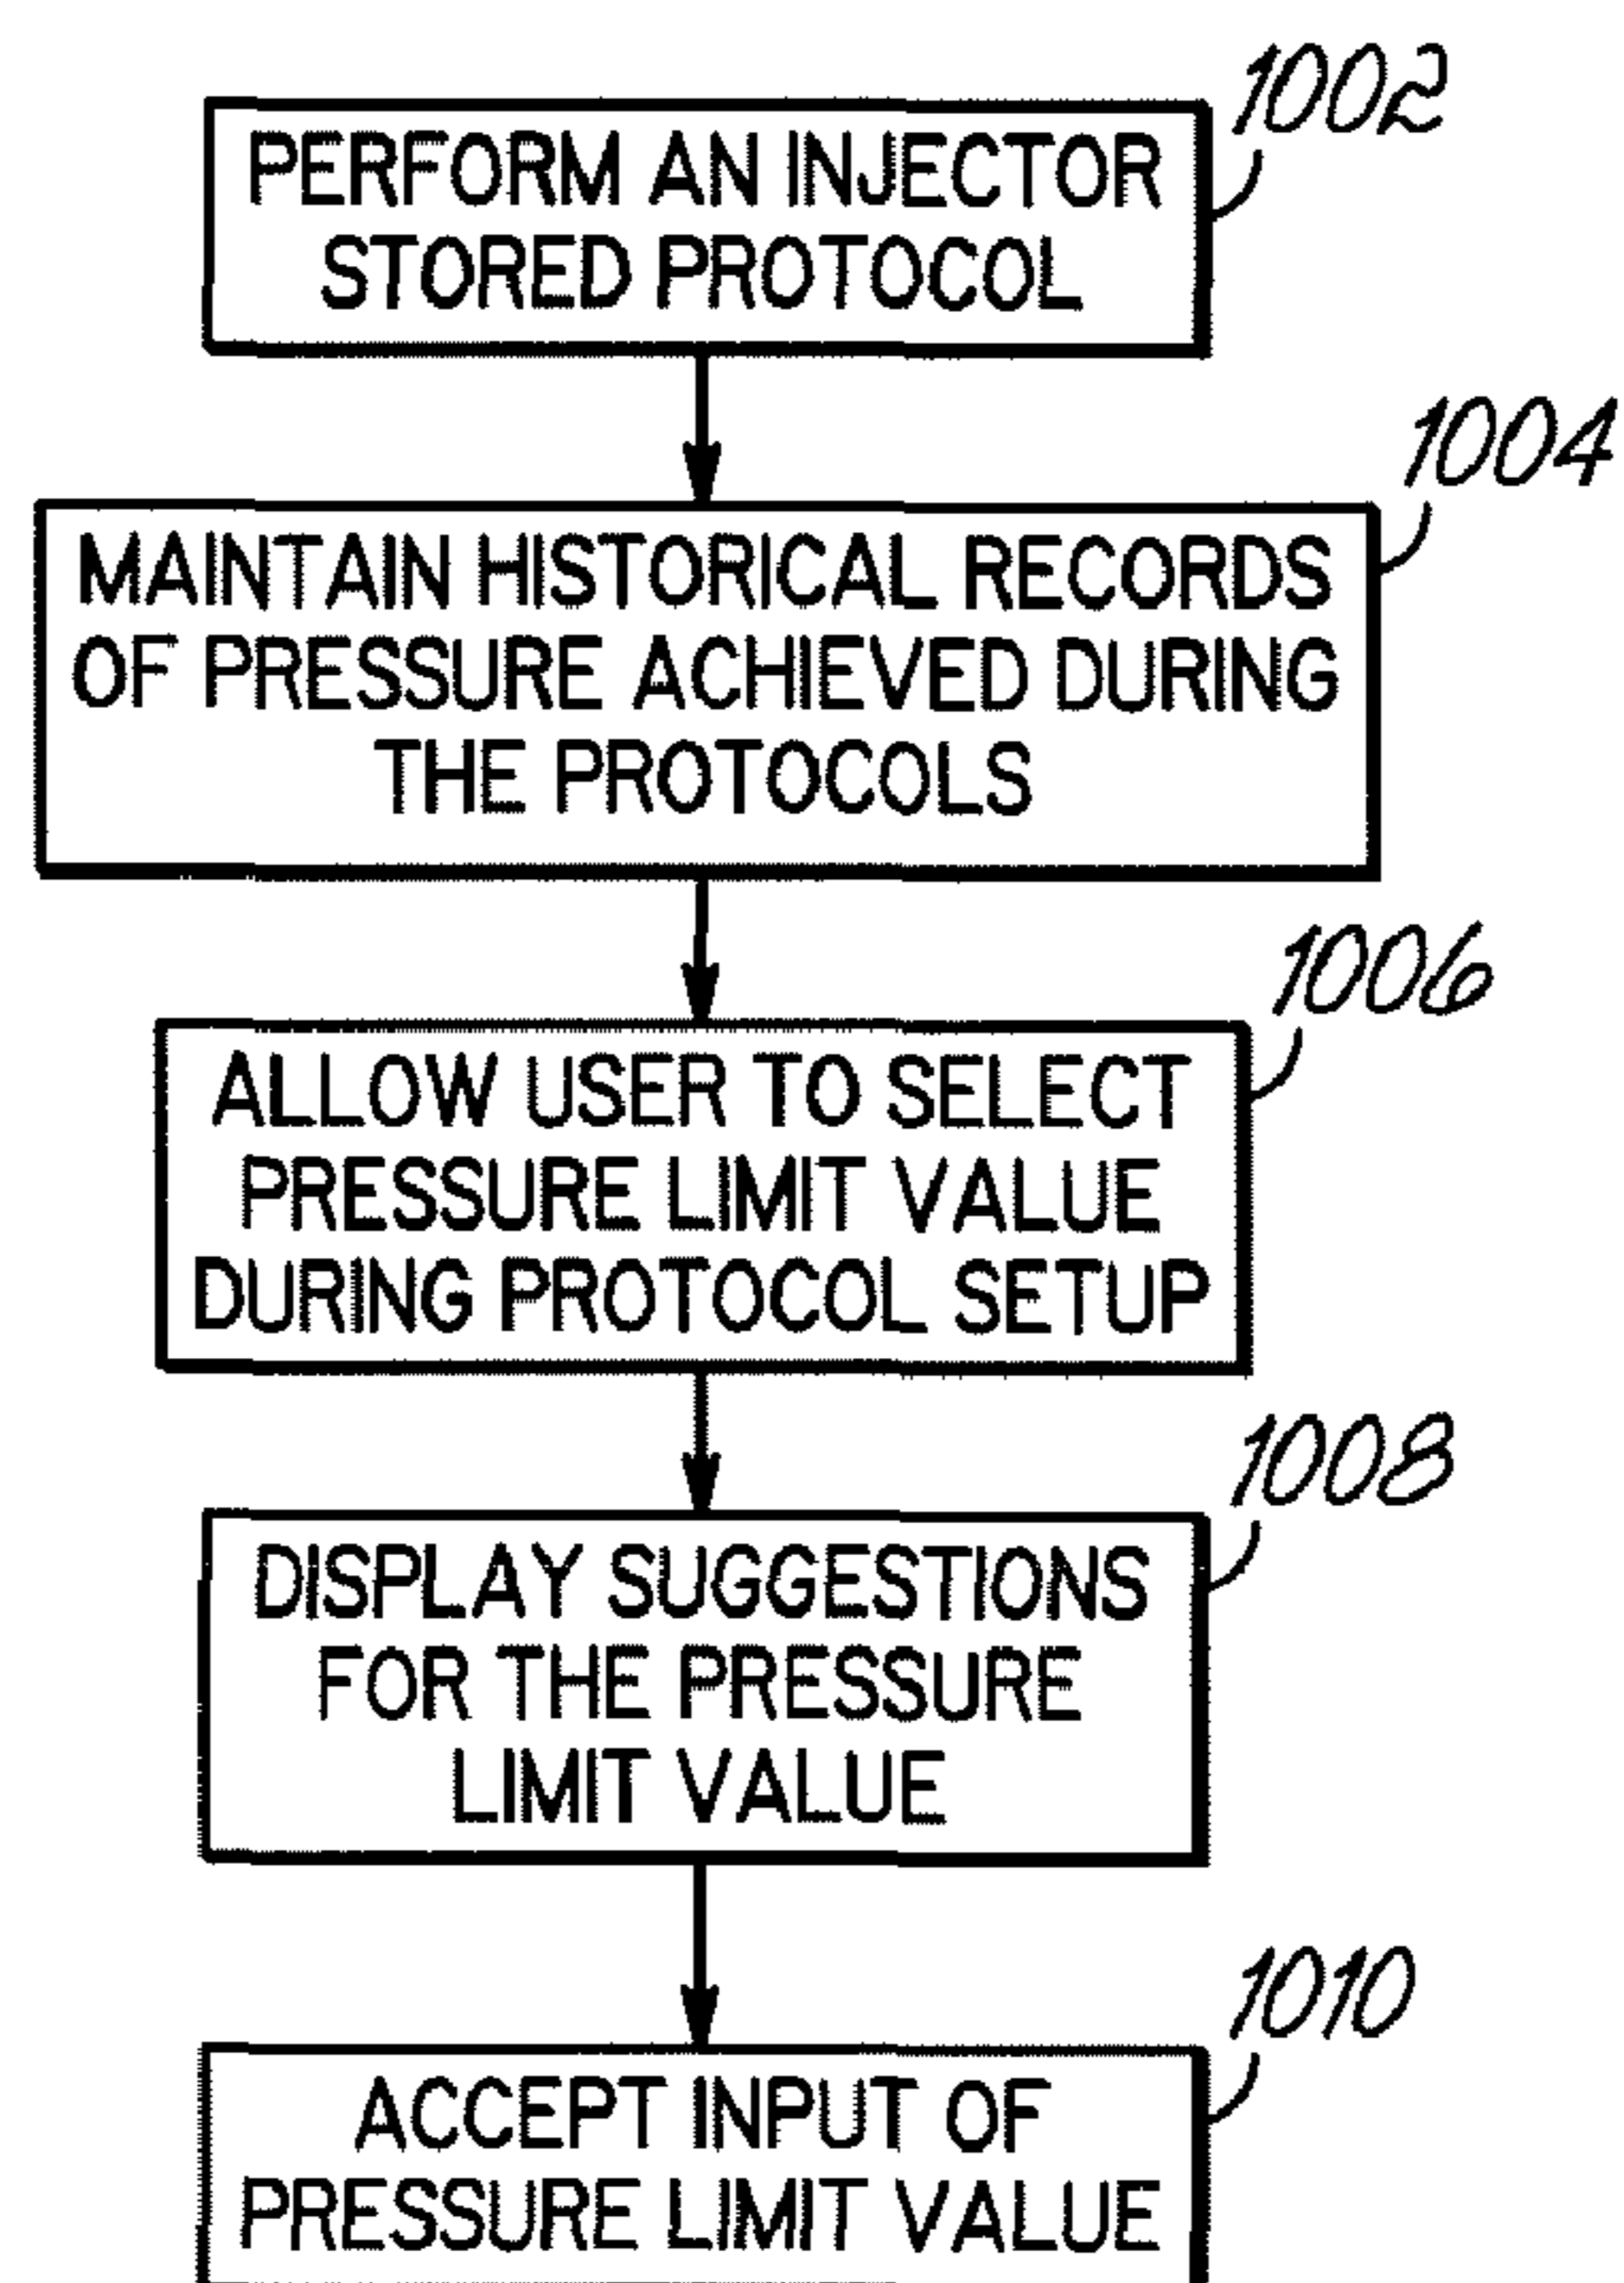 1002
PERFORM AN INJECTOR
STORED PROTOCOL
1004
MAINTAIN HISTORICAL RECORDS
OF PRESSURE ACHIEVED DURING
THE PROTOCOLS
1006
ALLOW USER TO SELECT
PRESSURE LIMIT VALUE
DURING PROTOCOL SETUP
1008
DISPLAY SUGGESTIONS
FOR THE PRESSURE
LIMIT VALUE
1010
ACCEPT INPUT OF
PRESSURE LIMIT VALUE